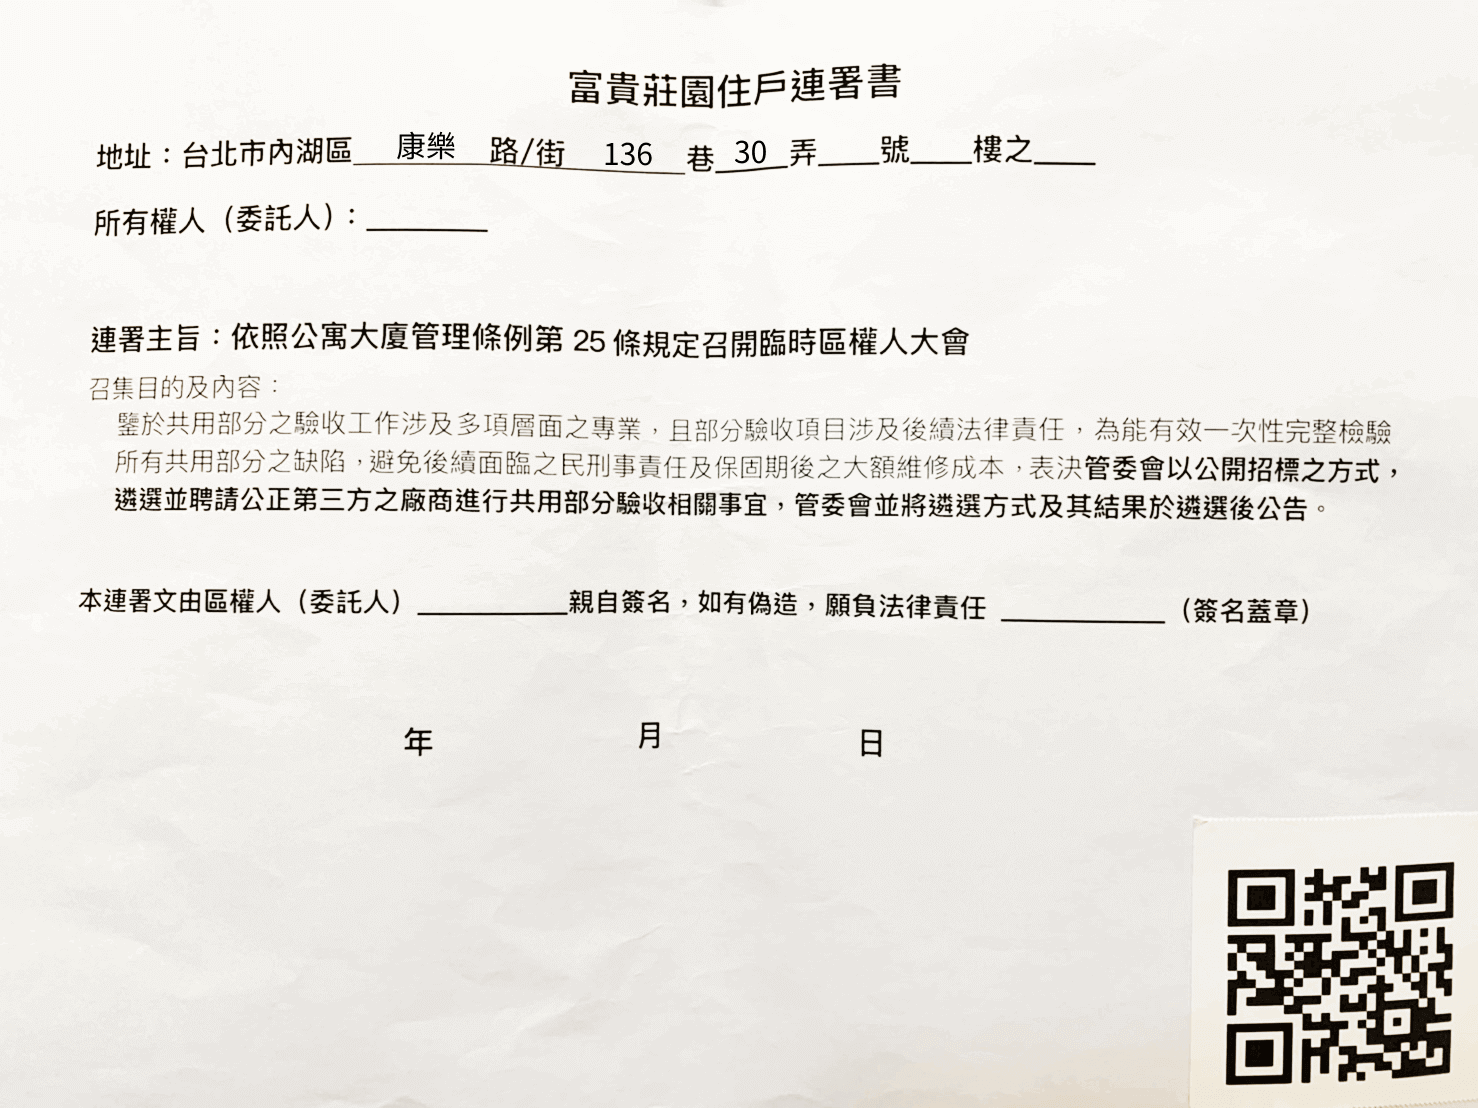 富貴莊園住戶連署書
地址：台北市內湖區 康樂 路/街 136 巷 30 弄____號____樓之____
所有權人（委託人）：________
連署主旨：依照公寓大廈管理條例第 25 條規定召開臨時區權人大會
召集目的及內容：
鑒於共用部分之驗收工作涉及多項層面之專業，且部分驗收項目涉及後續法律責任，為能有效一次性完整檢驗
所有共用部分之缺陷，避免後續面臨之民刑事責任及保固期後之大額維修成本，表決管委會以公開招標之方式，
遴選並聘請公正第三方之廠商進行共用部分驗收相關事宜，管委會並將遴選方式及其結果於遴選後公告。
本連署文由區權人（委託人）__________親自簽名，如有偽造，願負法律責任 __________（簽名蓋章）
年 月 日